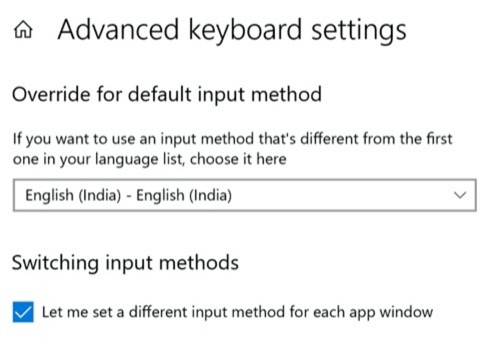 Advanced keyboard settings
Override for default input method
If you want to use an input method that's different from the first
one in your language list, choose it here
English (India) - English (India)
Switching input methods
Let me set a different input method for each app window